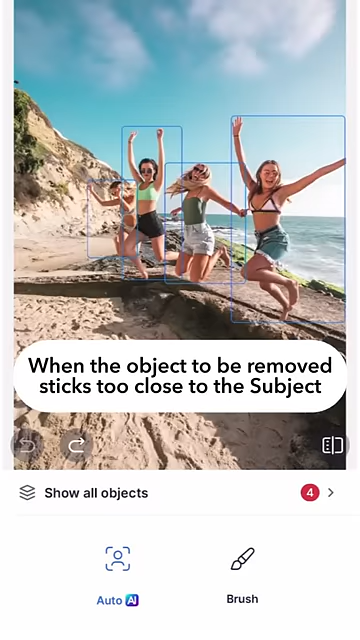 When the object to be removed
sticks too close to the Subject
Show all objects
4
Auto AI
Brush